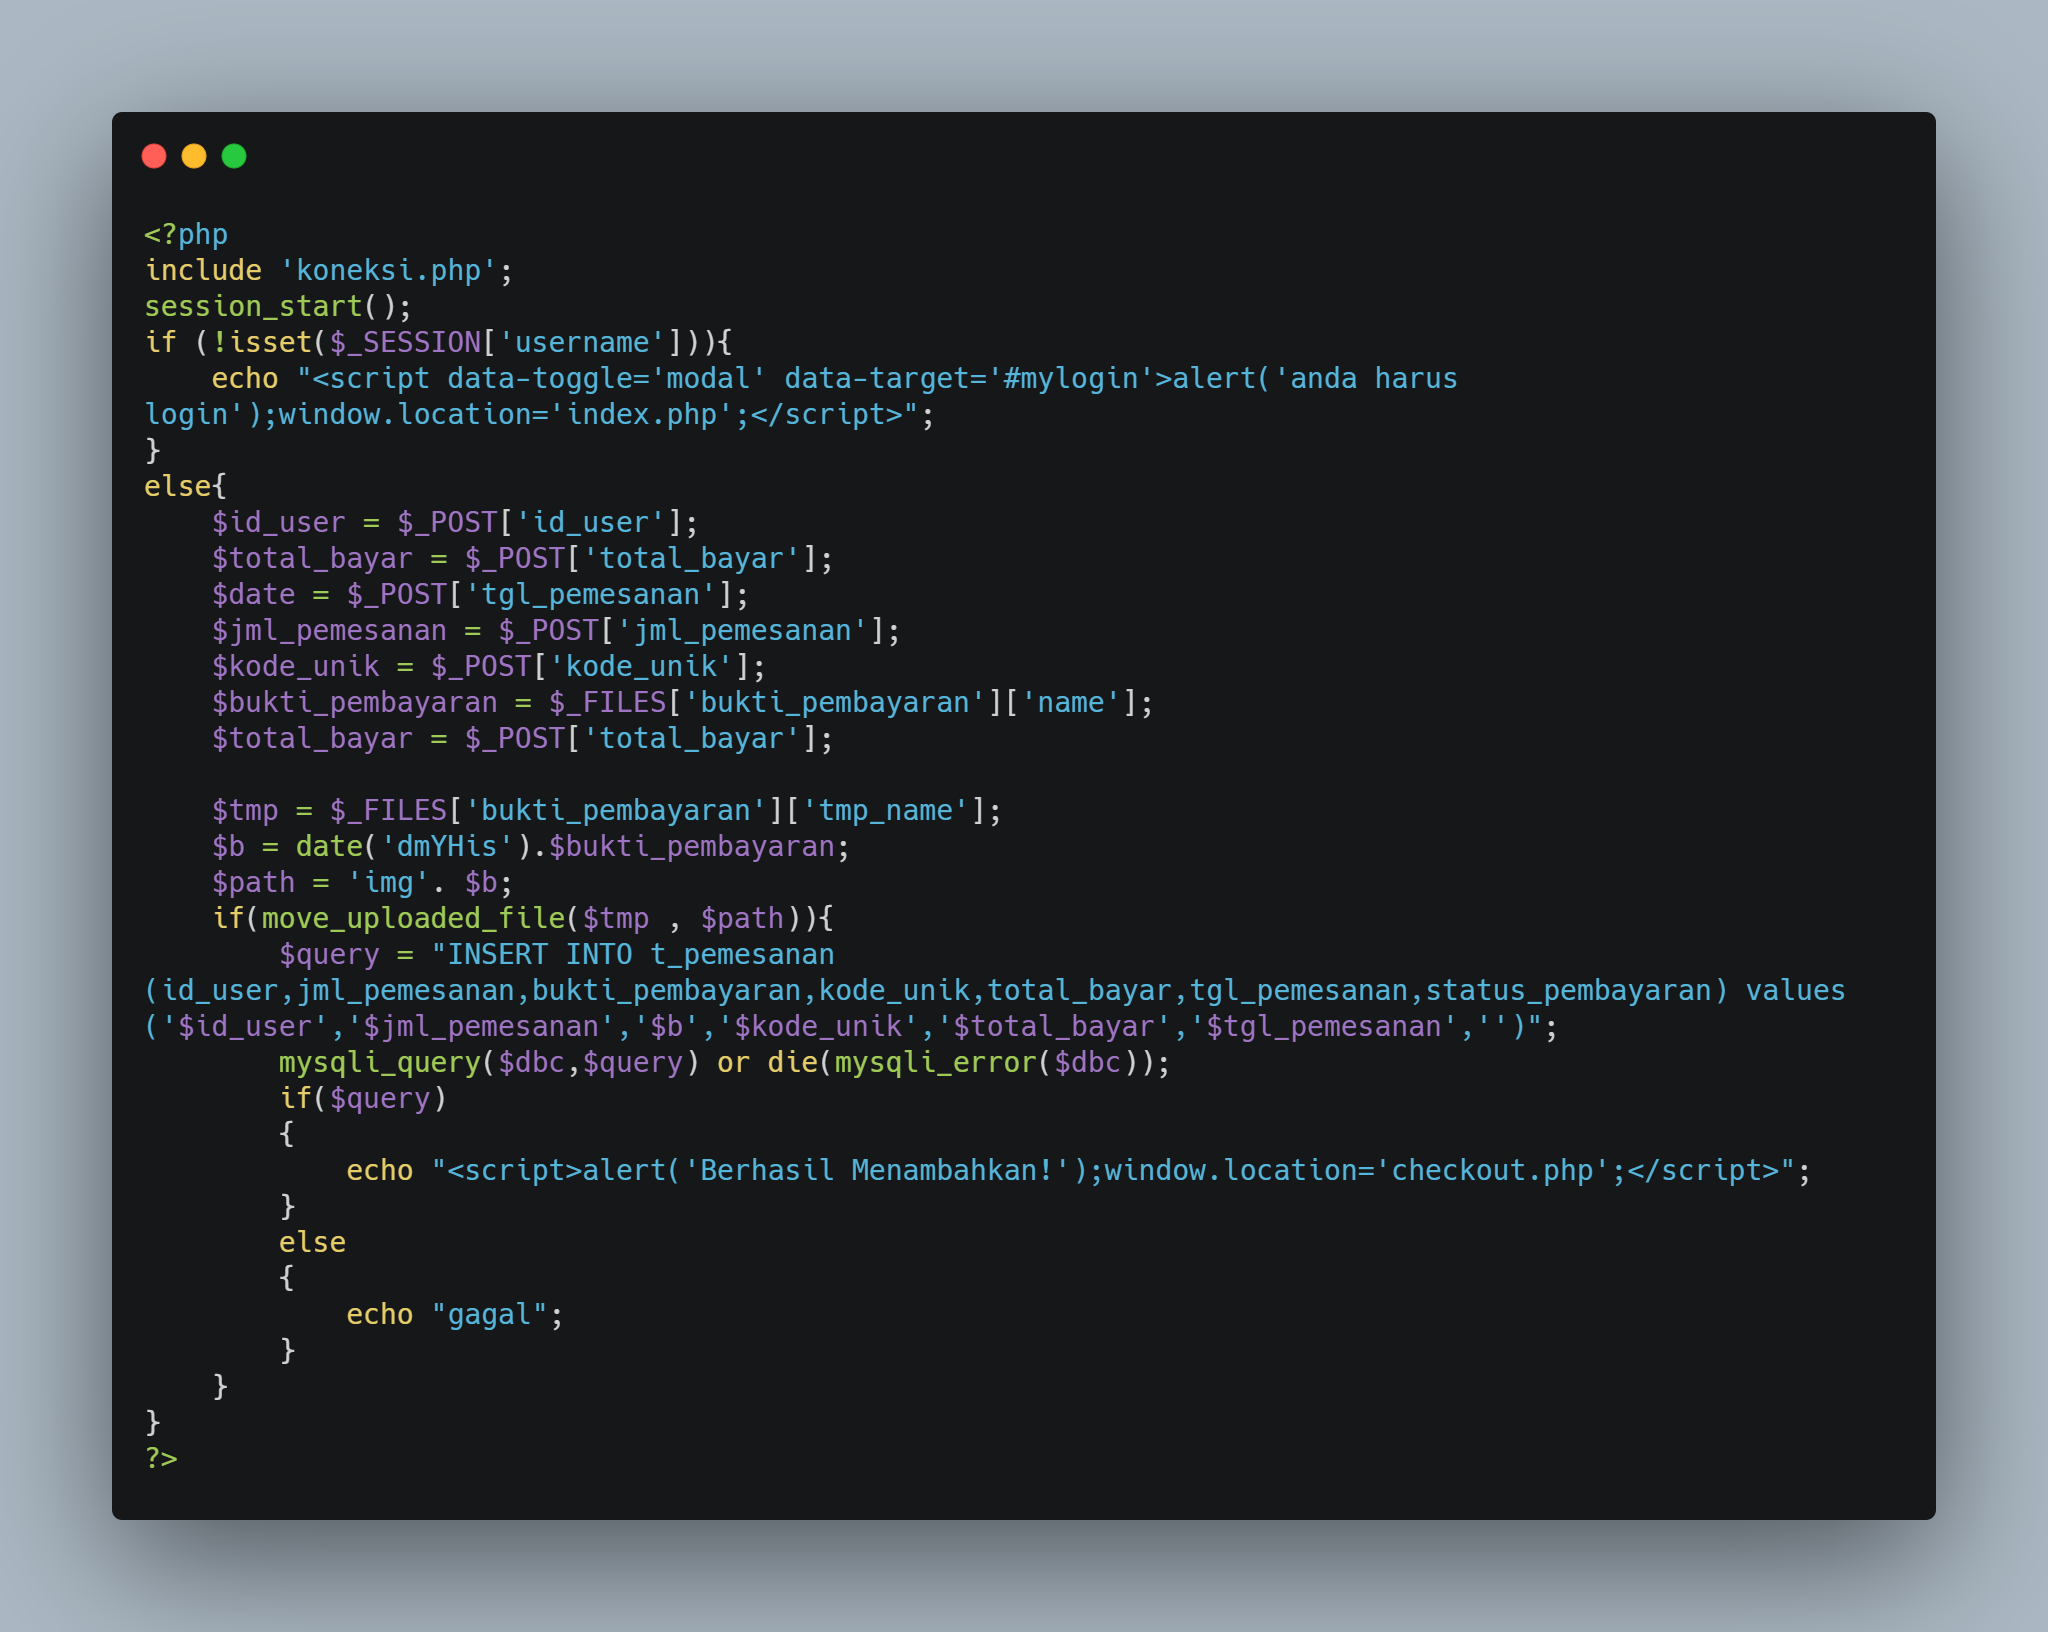 <?php
include 'koneksi.php';
session_start();
if (!isset($_SESSION['username'])){
    echo "<script data-toggle='modal' data-target='#mylogin'>alert('anda harus
login');window.location='index.php';</script>";
}
else{
    $id_user = $_POST['id_user'];
    $total_bayar = $_POST['total_bayar'];
    $date = $_POST['tgl_pemesanan'];
    $jml_pemesanan = $_POST['jml_pemesanan'];
    $kode_unik = $_POST['kode_unik'];
    $bukti_pembayaran = $_FILES['bukti_pembayaran']['name'];
    $total_bayar = $_POST['total_bayar'];

    $tmp = $_FILES['bukti_pembayaran']['tmp_name'];
    $b = date('dmYHis').$bukti_pembayaran;
    $path = 'img'. $b;
    if(move_uploaded_file($tmp , $path)){
        $query = "INSERT INTO t_pemesanan
(id_user,jml_pemesanan,bukti_pembayaran,kode_unik,total_bayar,tgl_pemesanan,status_pembayaran) values
('$id_user','$jml_pemesanan','$b','$kode_unik','$total_bayar','$tgl_pemesanan','')";
        mysqli_query($dbc,$query) or die(mysqli_error($dbc));
        if($query)
        {
            echo "<script>alert('Berhasil Menambahkan!');window.location='checkout.php';</script>";
        }
        else
        {
            echo "gagal";
        }
    }
}
?>